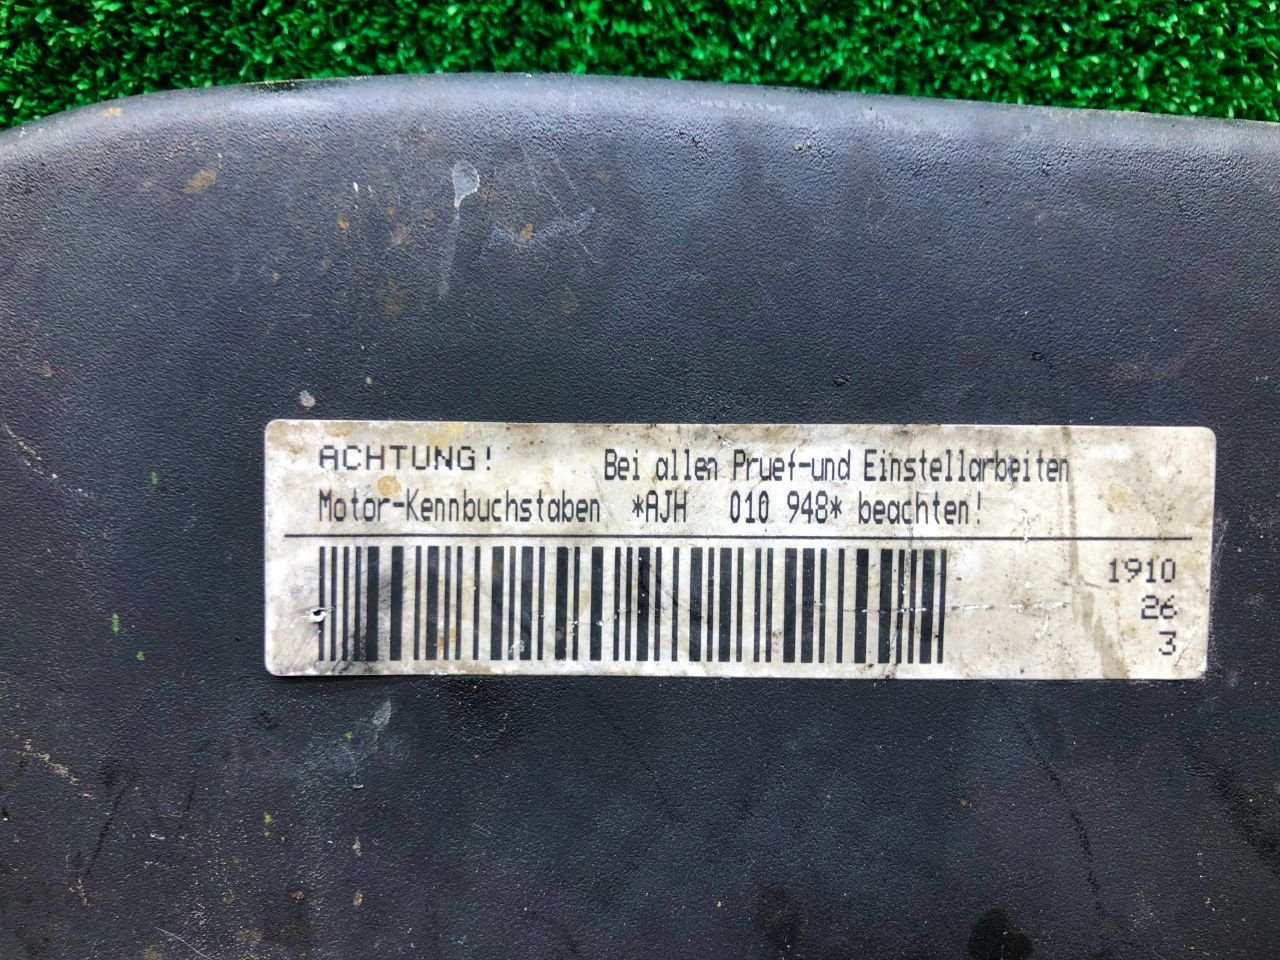 ACHTUNG! Bei allen Pruef-und Einstellarbeiten
Motor-Kennbuchstaben *AJH 010 948* beachten!
1910
26
3